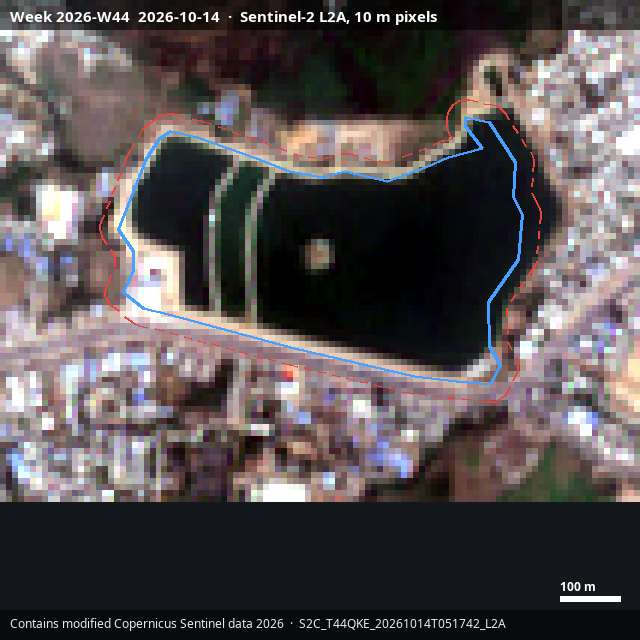 Week 2026-W44  2026-10-14  ·  Sentinel-2 L2A, 10 m pixels
100 m
Contains modified Copernicus Sentinel data 2026  ·  S2C_T44QKE_20261014T051742_L2A